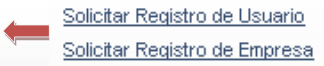 Solicitar Registro de Usuario
Solicitar Registro de Empresa